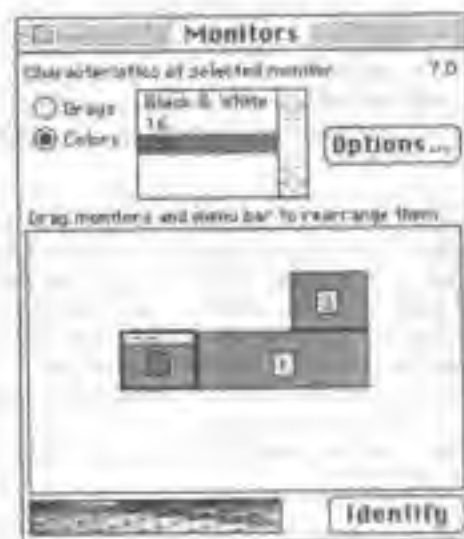 Monitors
Characteristics of selected monitor 7.0
Grays
Colors
Black & White
16
Options...
Drag monitors and menu bar to rearrange them
1
Identify